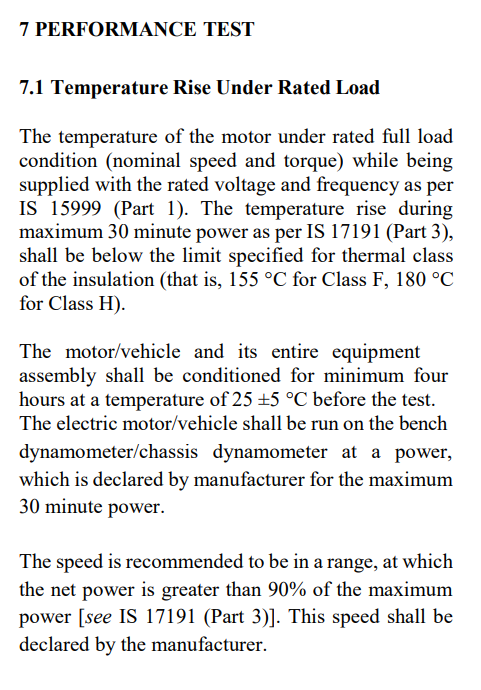 7 PERFORMANCE TEST
7.1 Temperature Rise Under Rated Load
The temperature of the motor under rated full load
condition (nominal speed and torque) while being
supplied with the rated voltage and frequency as per
IS 15999 (Part 1). The temperature rise during
maximum 30 minute power as per IS 17191 (Part 3),
shall be below the limit specified for thermal class
of the insulation (that is, 155 °C for Class F, 180 °C
for Class H).
The motor/vehicle and its entire equipment
assembly shall be conditioned for minimum four
hours at a temperature of 25 ±5 °C before the test.
The electric motor/vehicle shall be run on the bench
dynamometer/chassis dynamometer at a power,
which is declared by manufacturer for the maximum
30 minute power.
The speed is recommended to be in a range, at which
the net power is greater than 90% of the maximum
power [see IS 17191 (Part 3)]. This speed shall be
declared by the manufacturer.